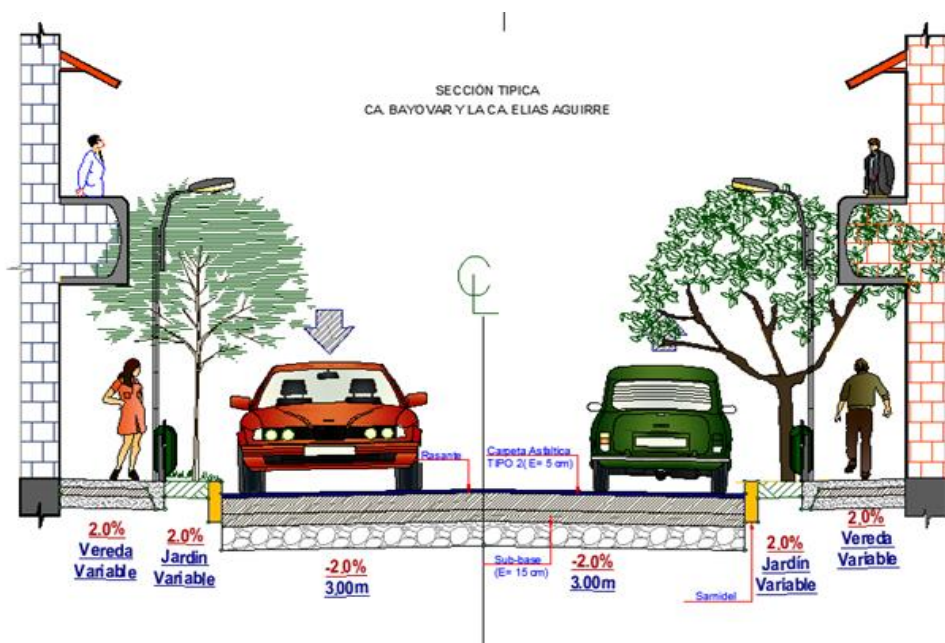 SECCIÓN TIPICA
CA. BAYOVAR Y LA CA. ELIAS AGUIRRE
CL
Rasante
Carpeta Asfaltica
TIPO 2( E= 5 cm)
2.0%
Vereda
Variable
2.0%
Jardin
Variable
-2.0%
3.00m
Sub-base
(E= 15 cm)
-2.0%
3.00m
Sardinel
2.0%
Jardín
Variable
2.0%
Vereda
Variable